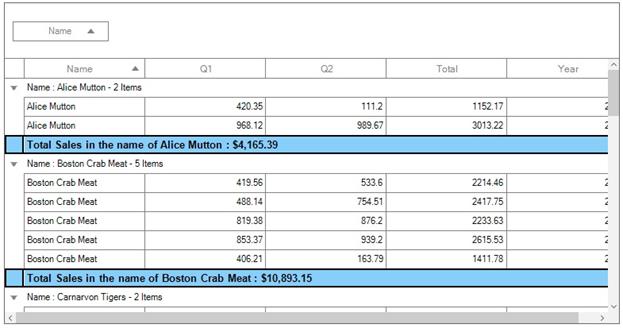 Name
Name Q1 Q2 Total Year
Name : Alice Mutton - 2 Items
Alice Mutton 420.35 111.2 1152.17 2
Alice Mutton 968.12 989.67 3013.22 2
Total Sales in the name of Alice Mutton : $4,165.39
Name : Boston Crab Meat - 5 Items
Boston Crab Meat 419.56 533.6 2214.46 2
Boston Crab Meat 488.14 754.51 2417.75 2
Boston Crab Meat 819.38 876.2 2233.63 2
Boston Crab Meat 853.37 939.2 2615.53 2
Boston Crab Meat 406.21 163.79 1411.78 2
Total Sales in the name of Boston Crab Meat : $10,893.15
Name : Carnarvon Tigers - 2 Items